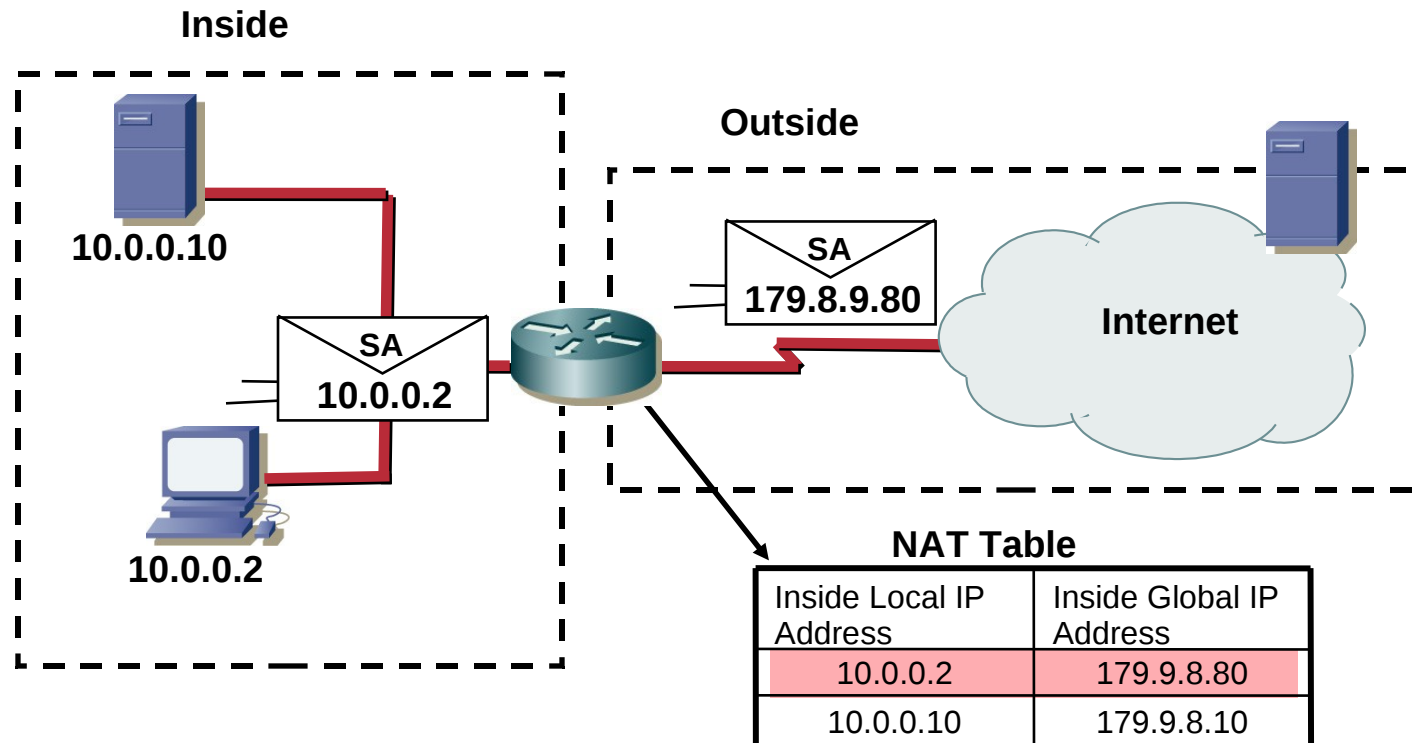 Inside
Outside
10.0.0.10
SA
179.8.9.80
Internet
SA
10.0.0.2
10.0.0.2
NAT Table
Inside Local IP
Address
Inside Global IP
Address
10.0.0.2
179.9.8.80
10.0.0.10
179.9.8.10